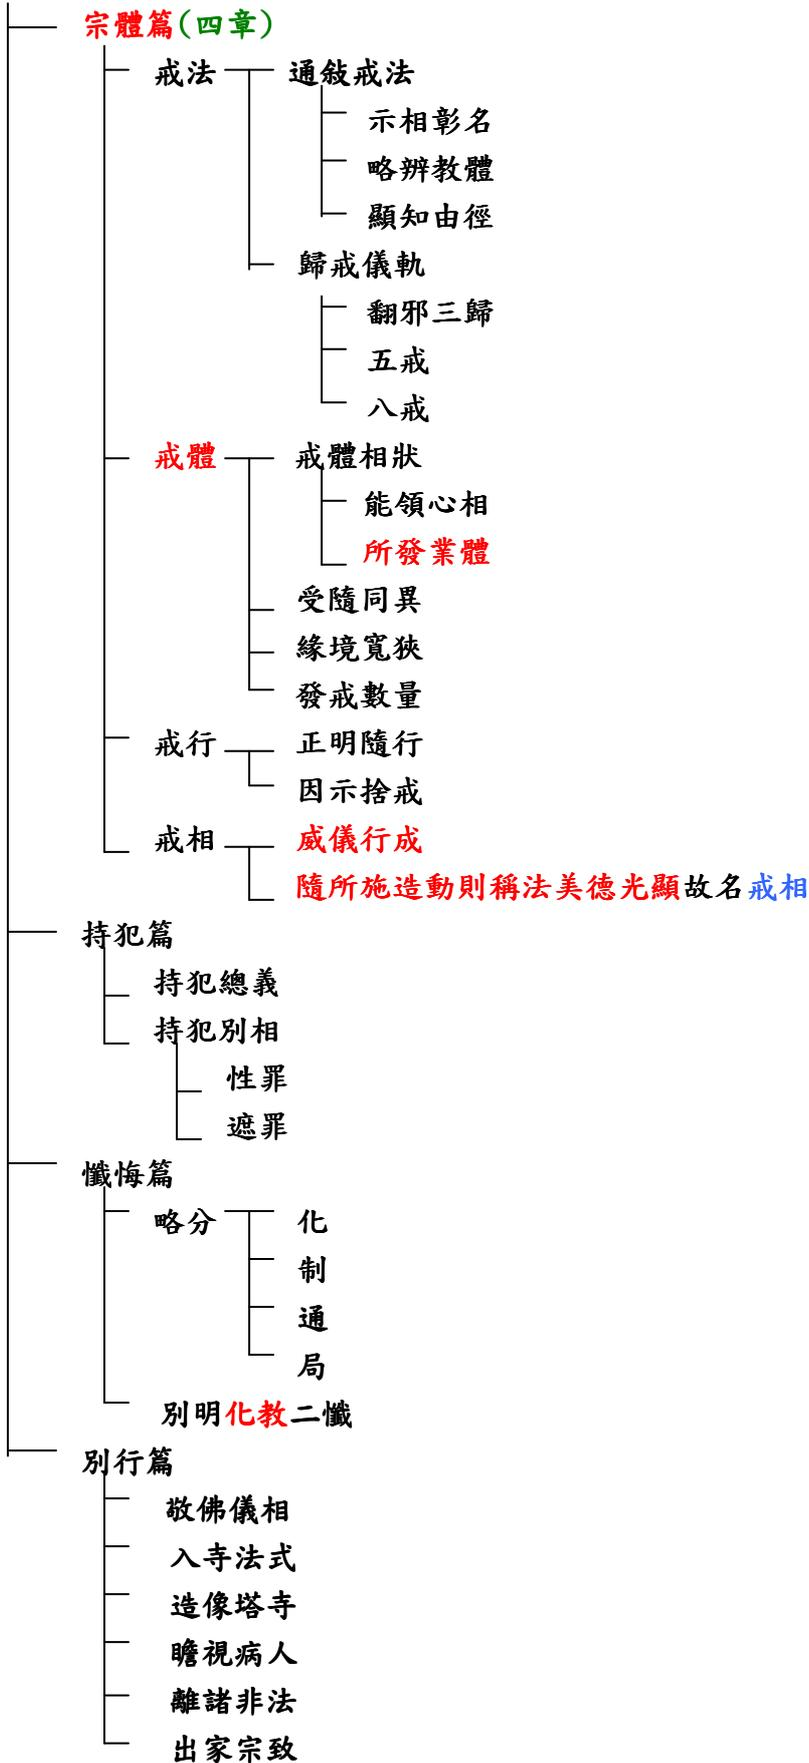 宗體篇(四章)
戒法 通敍戒法
示相彰名
略辨教體
顯知由徑
歸戒儀軌
翻邪三歸
五戒
八戒
戒體 戒體相狀
能領心相
所發業體
受隨同異
緣境寬狹
發戒數量
戒行 正明隨行
因示捨戒
戒相 威儀行成
隨所施造動則稱法美德光顯故名戒相
持犯篇
持犯總義
持犯別相
性罪
遮罪
懺悔篇
略分 化
制
通
局
別明化教二懺
別行篇
敬佛儀相
入寺法式
造像塔寺
瞻視病人
離諸非法
出家宗致